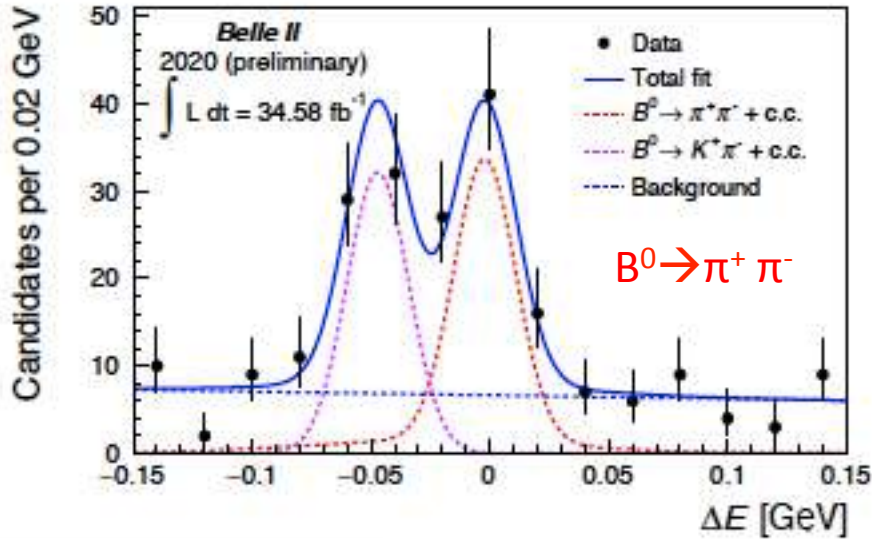 Belle II
2020 (preliminary)
∫ L dt = 34.58 fb⁻¹
Data
Total fit
B⁰ → π⁺π⁻ + c.c.
B⁰ → K⁺π⁻ + c.c.
Background
B⁰→π⁺ π⁻
Candidates per 0.02 GeV
50
40
30
20
10
0
−0.15 −0.1 −0.05 0 0.05 0.1 0.15
ΔE [GeV]